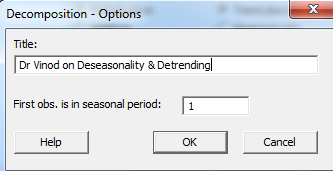 Decomposition - Options
Title:
Dr Vinod on Deseasonality & Detrending
First obs. is in seasonal period: 1
Help OK Cancel